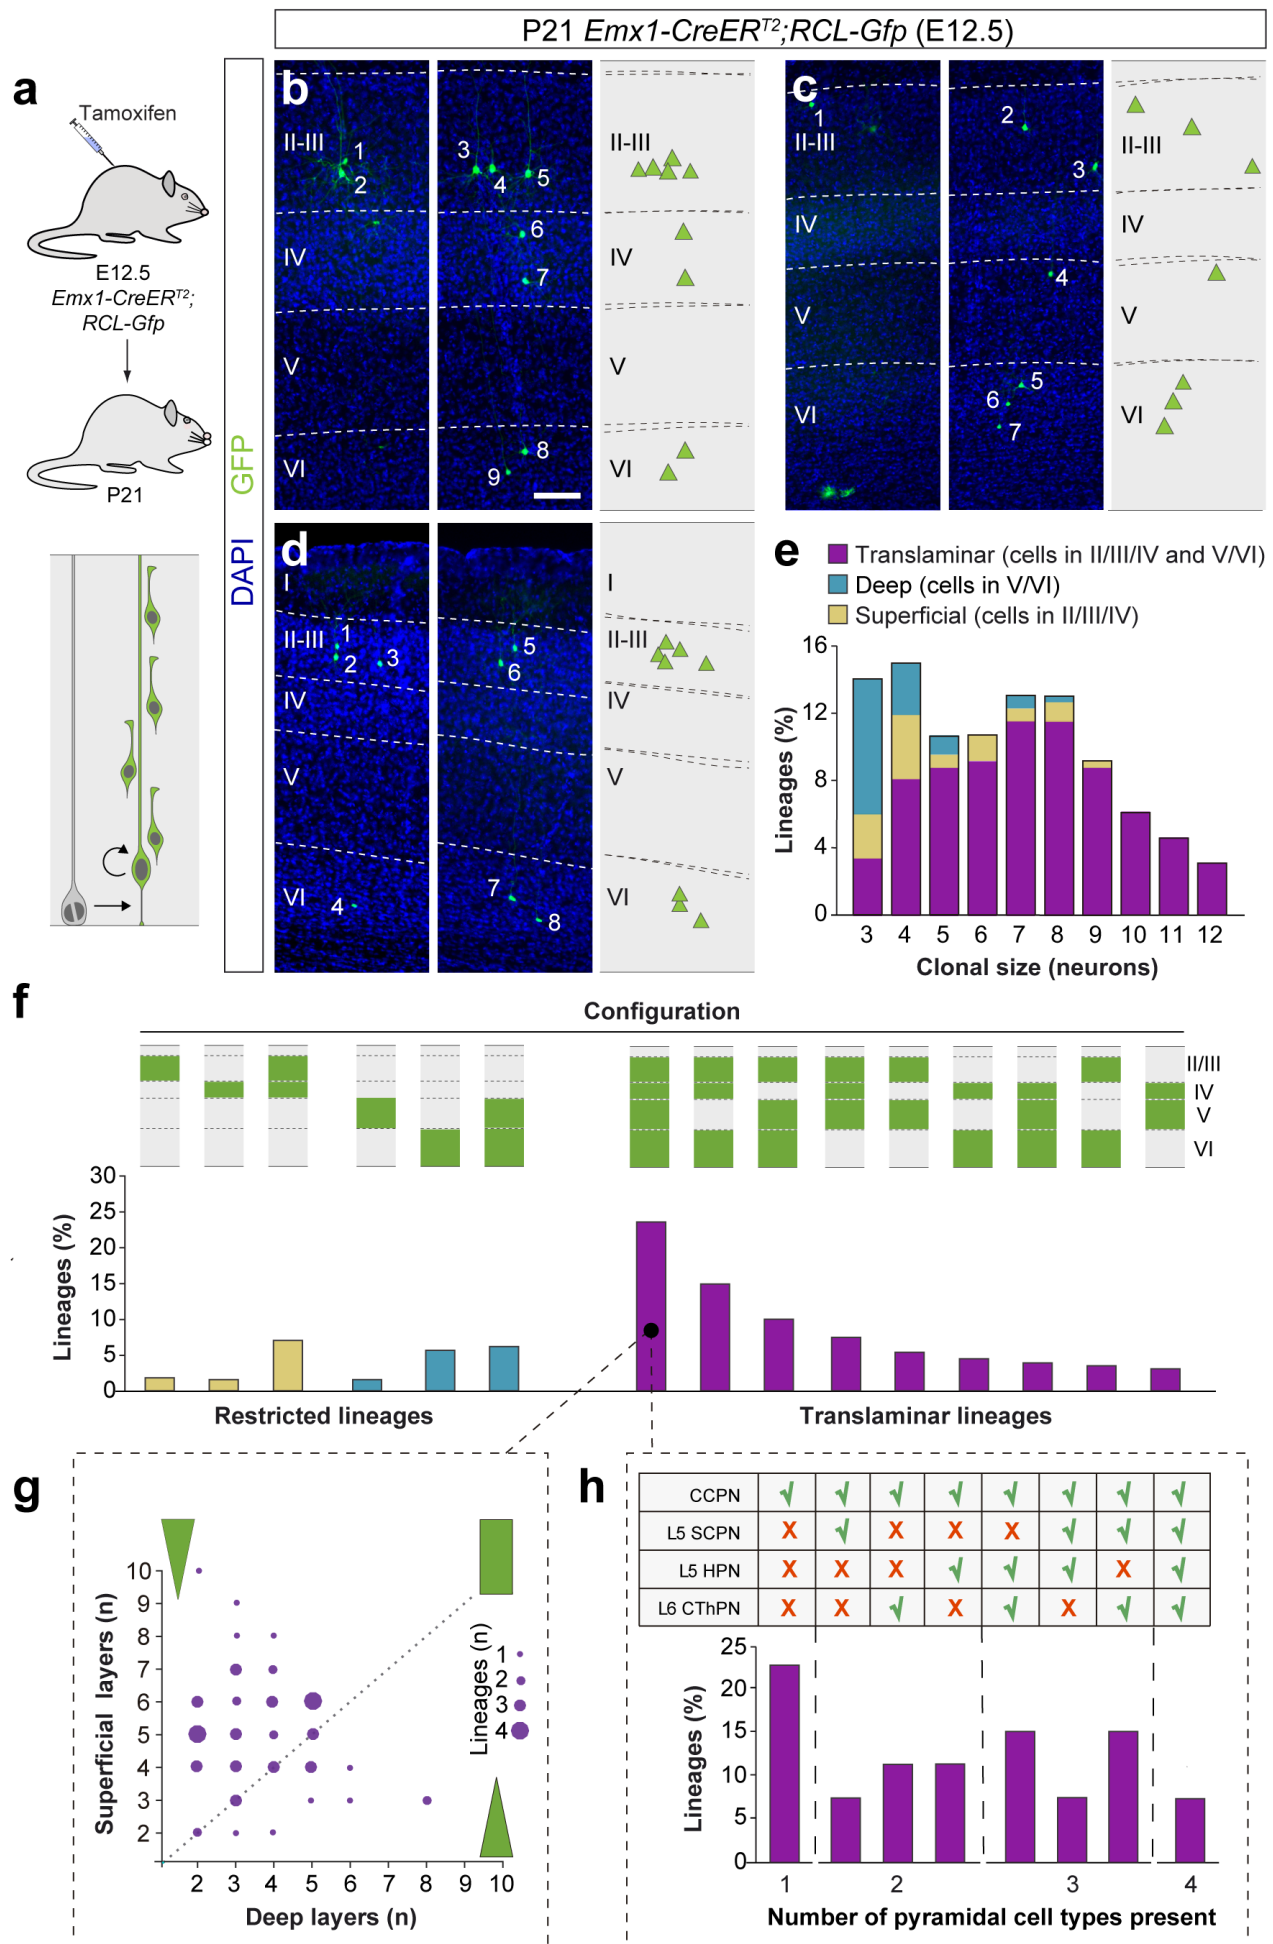 P21 Emx1-CreER^T2;RCL-Gfp (E12.5)
a
Tamoxifen
E12.5
Emx1-CreER^T2;
RCL-Gfp
P21
DAPI GFP
b
II-III
IV
V
VI
1
2
3
4
5
6
7
8
9
II-III
IV
V
VI
c
II-III
IV
V
VI
1
2
3
4
5
6
7
II-III
IV
V
VI
d
I
II-III
IV
V
VI
1
2
3
4
5
6
7
8
I
II-III
IV
V
VI
e
Translaminar (cells in II/III/IV and V/VI)
Deep (cells in V/VI)
Superficial (cells in II/III/IV)
Lineages (%)
16
12
8
4
0
3 4 5 6 7 8 9 10 11 12
Clonal size (neurons)
f
Configuration
II/III
IV
V
VI
Lineages (%)
30
25
20
15
10
5
0
Restricted lineages
Translaminar lineages
g
Superficial layers (n)
10
9
8
7
6
5
4
3
2
2 3 4 5 6 7 8 9 10
Deep layers (n)
Lineages (n)
1
2
3
4
h
CCPN √ √ √ √ √ √ √ √
L5 SCPN X √ X X X √ √ √
L5 HPN X X X √ √ √ X √
L6 CThPN X X √ X √ X √ √
Lineages (%)
25
20
15
10
5
0
1 2 3 4
Number of pyramidal cell types present